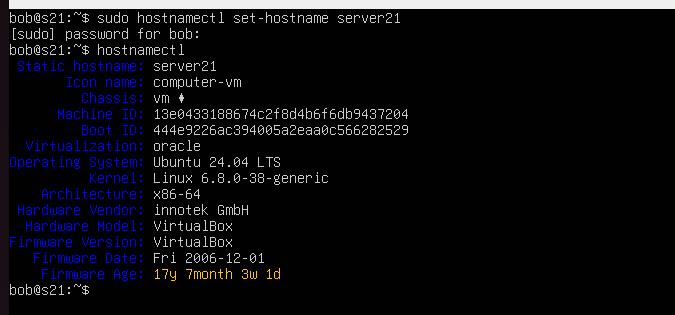 bob@s21:~$ sudo hostnamectl set-hostname server21
[sudo] password for bob:
bob@s21:~$ hostnamectl
Static hostname: server21
Icon name: computer-vm
Chassis: vm ♦
Machine ID: 13e0433188674c2f8d4b6f6db9437204
Boot ID: 444e9226ac394005a2eaa0c566282529
Virtualization: oracle
Operating System: Ubuntu 24.04 LTS
Kernel: Linux 6.8.0-38-generic
Architecture: x86-64
Hardware Vendor: innotek GmbH
Hardware Model: VirtualBox
Firmware Version: VirtualBox
Firmware Date: Fri 2006-12-01
Firmware Age: 17y 7month 3w 1d
bob@s21:~$